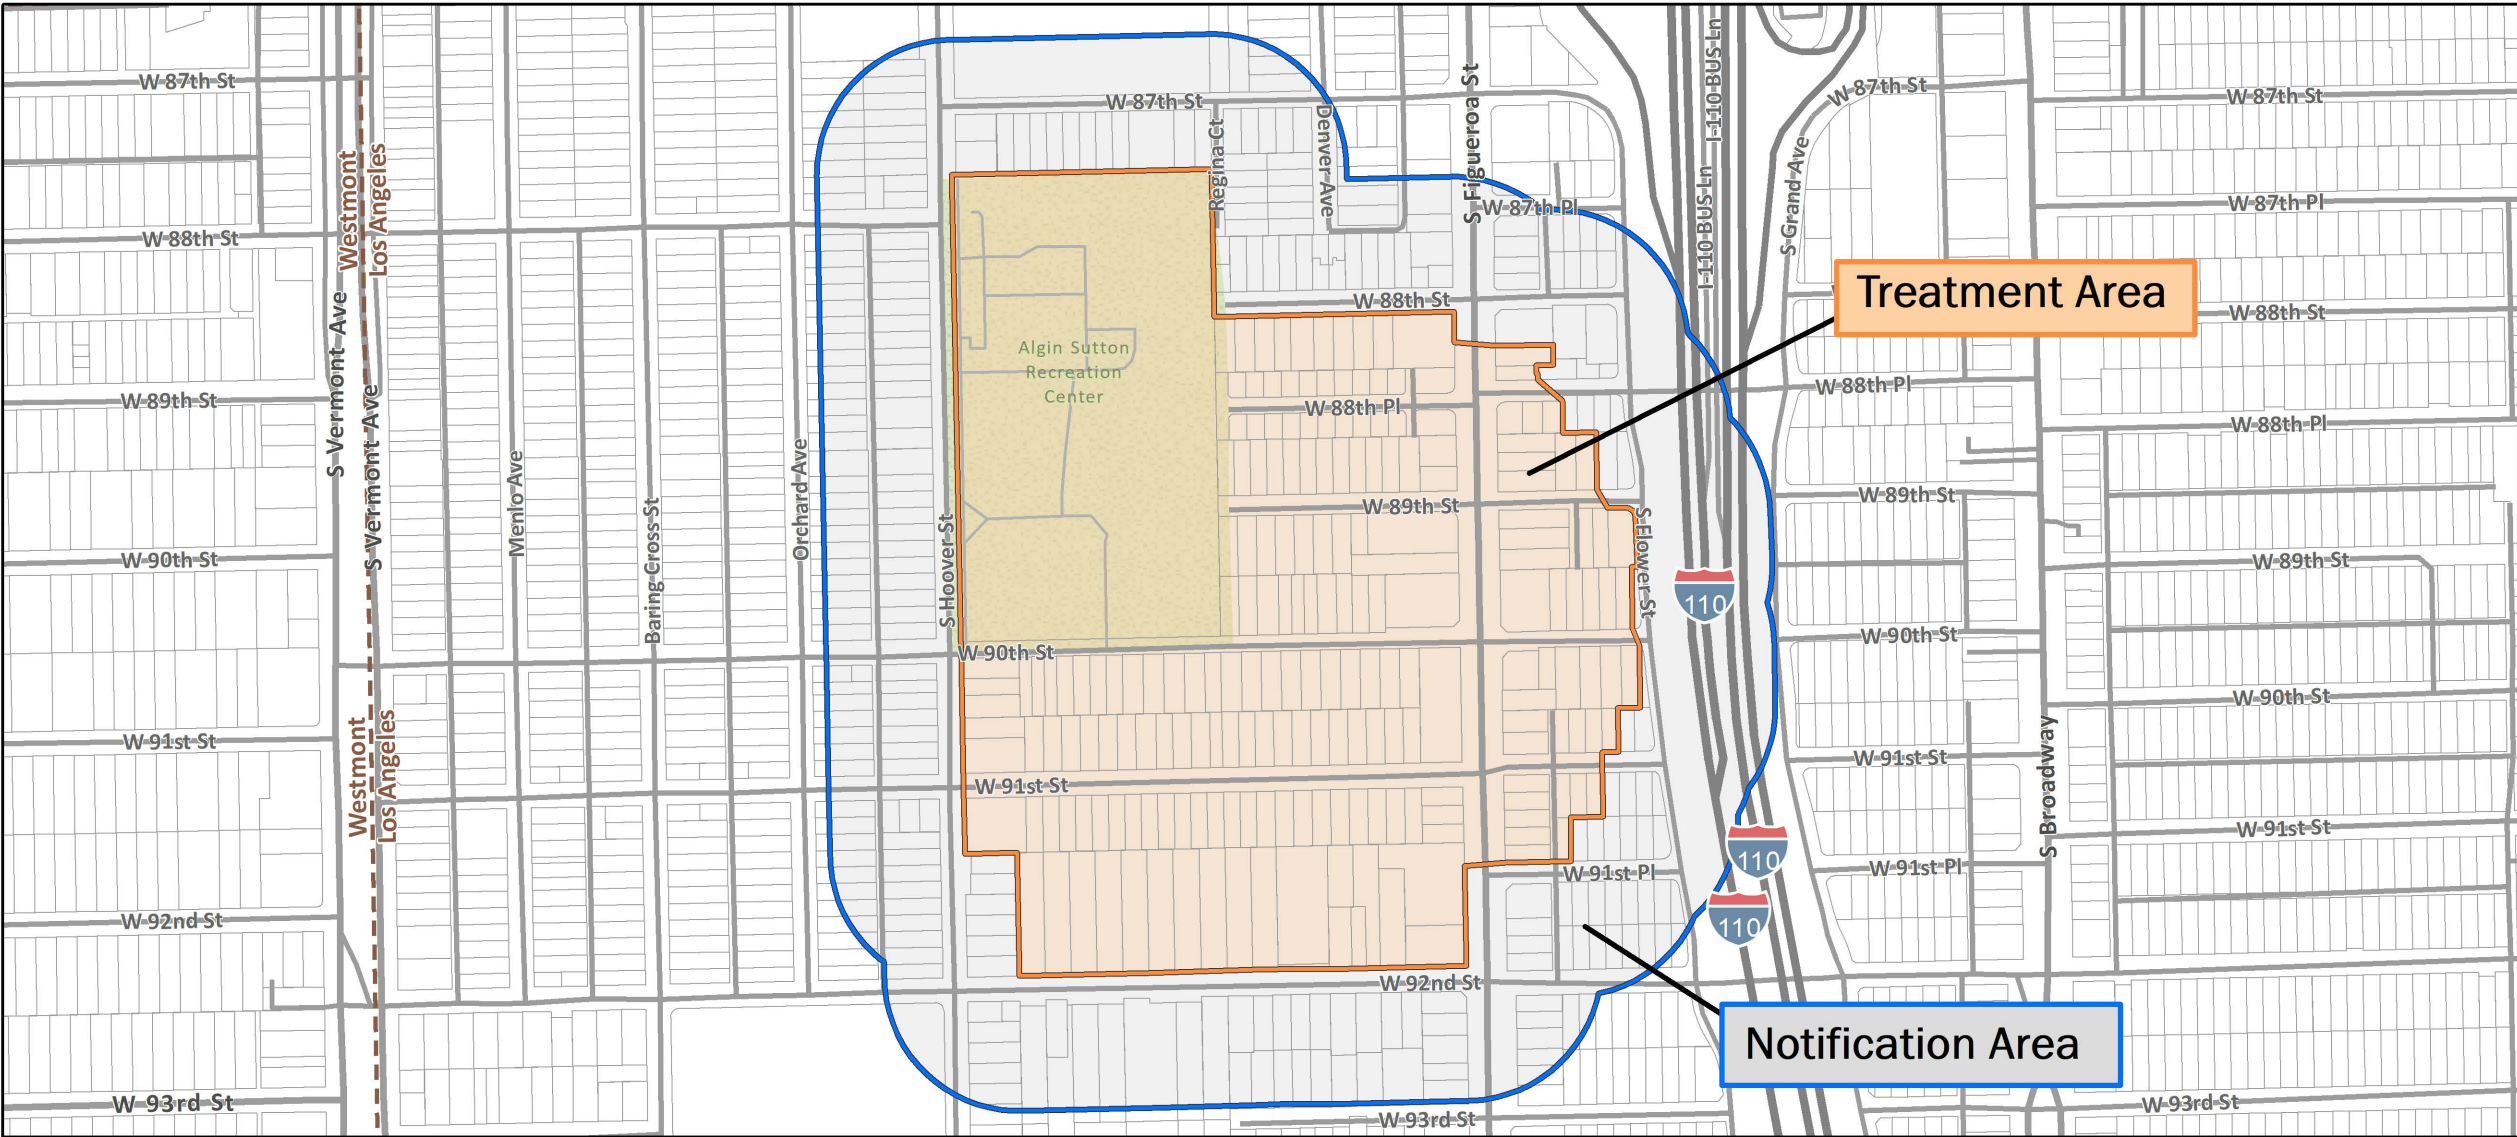 W 87th St
W 87th St
I-110 BUS Ln
W 87th St
W 87th St
Westmont
Los Angeles
Regina Ct
Denver Ave
S Figueroa St
I-110 BUS Ln
S Grand Ave
W 87th Pl
W 87th Pl
W 88th St
W 88th St
Treatment Area
W 88th St
S Vermont Ave
Algin Sutton
Recreation
Center
W 88th Pl
W 88th Pl
W 88th Pl
W 89th St
S Vermont Ave
Menlo Ave
Baring Cross St
Orchard Ave
S Hoover St
W 89th St
S Flower St
W 89th St
W 90th St
W 89th St
110
W 90th St
W 90th St
W 90th St
W 91st St
Westmont
Los Angeles
W 91st St
W 91st St
S Broadway
W 91st St
110
W 91st Pl
W 91st Pl
W 92nd St
110
W 92nd St
Notification Area
W 93rd St
W 93rd St
W 93rd St